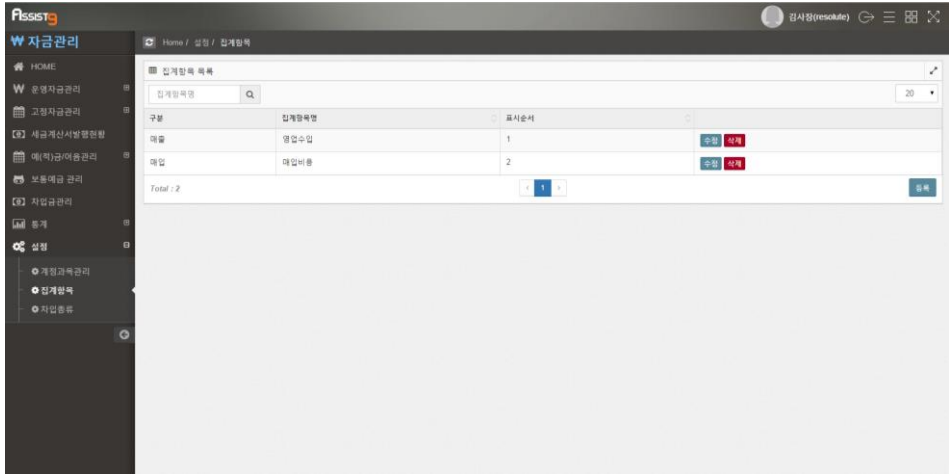 Assist9
김사장(resolute)
₩ 자금관리
Home / 설정 / 집계항목
HOME
운영자금관리
고정자금관리
세금계산서발행현황
예(적)금/어음관리
보통예금 관리
차입금관리
통계
설정
계정과목관리
집계항목
차입종류
집계항목 목록
집계항목명
20
구분 집계항목명 표시순서
매출 영업수입 1 수정 삭제
매입 매입비용 2 수정 삭제
Total : 2
‹ 1 ›
등록